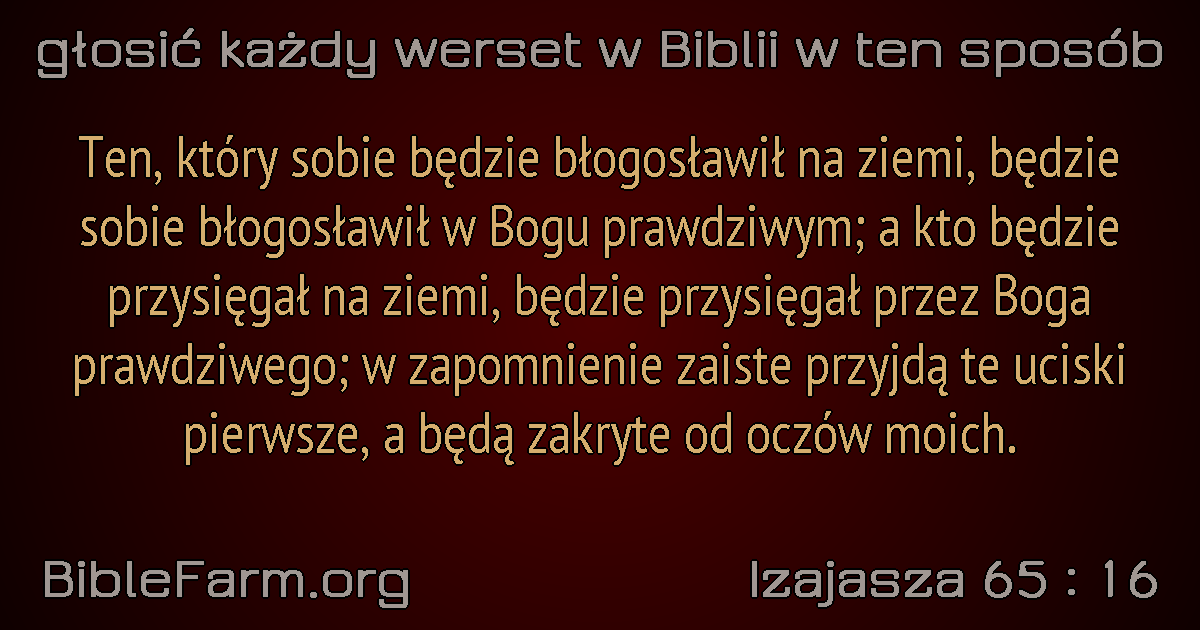 głosić każdy werset w Biblii w ten sposób
Ten, który sobie będzie błogosławił na ziemi, będzie
sobie błogosławił w Bogu prawdziwym; a kto będzie
przysięgał na ziemi, będzie przysięgał przez Boga
prawdziwego; w zapomnienie zaiste przyjdą te uciski
pierwsze, a będą zakryte od oczów moich.
BibleFarm.org
Izajasza 65 : 16